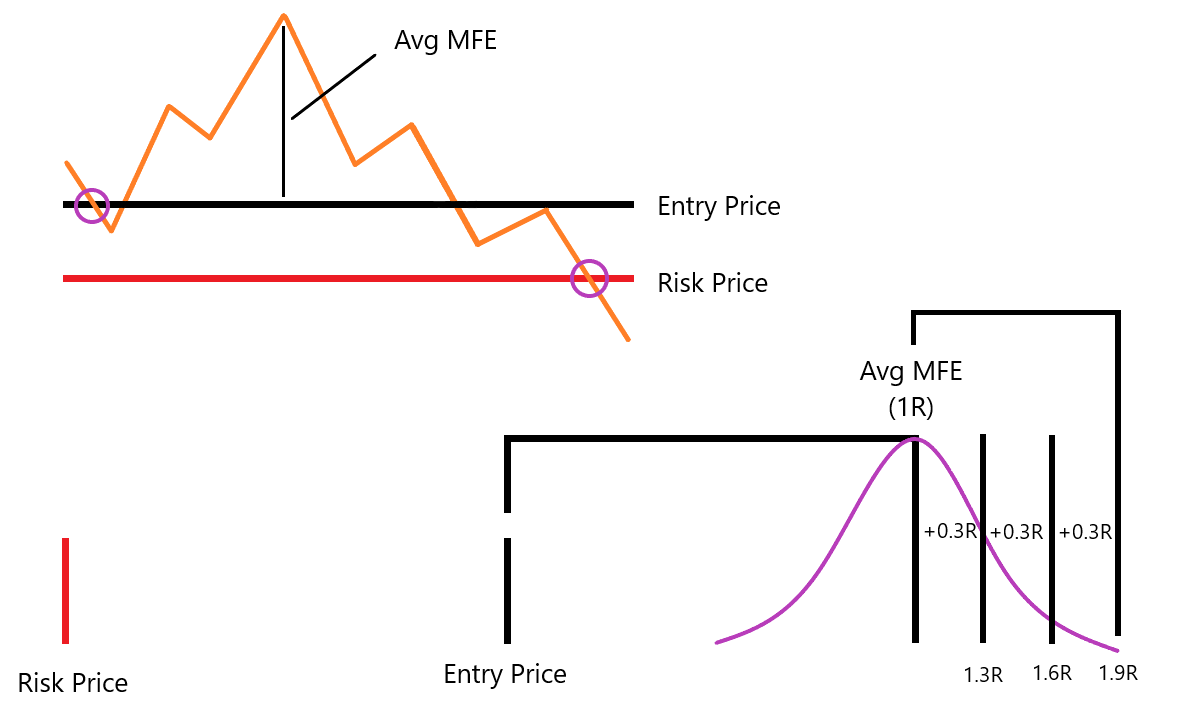 Avg MFE
Entry Price
Risk Price
Avg MFE
(1R)
+0.3R
+0.3R
+0.3R
Risk Price
Entry Price
1.3R
1.6R
1.9R